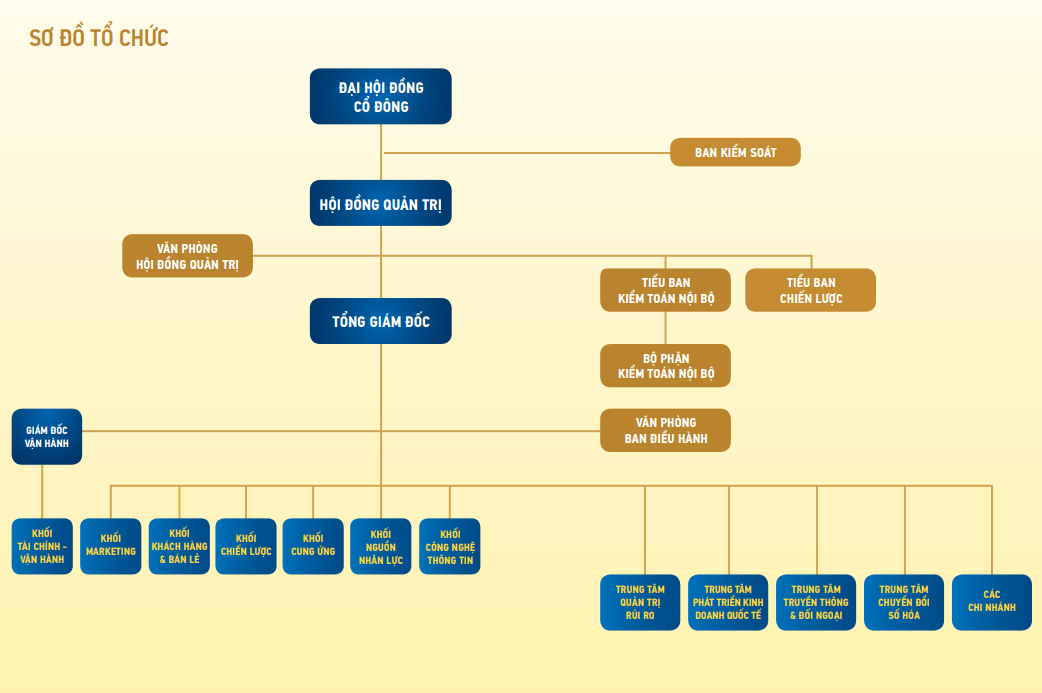 SƠ ĐỒ TỔ CHỨC
ĐẠI HỘI ĐỒNG
CỔ ĐÔNG
BAN KIỂM SOÁT
HỘI ĐỒNG QUẢN TRỊ
VĂN PHÒNG
HỘI ĐỒNG QUẢN TRỊ
TIỂU BAN
KIỂM TOÁN NỘI BỘ
TIỂU BAN
CHIẾN LƯỢC
TỔNG GIÁM ĐỐC
BỘ PHẬN
KIỂM TOÁN NỘI BỘ
GIÁM ĐỐC
VẬN HÀNH
VĂN PHÒNG
BAN ĐIỀU HÀNH
KHỐI
TÀI CHÍNH –
VẬN HÀNH
KHỐI
MARKETING
KHỐI
KHÁCH HÀNG
& BÁN LẺ
KHỐI
CHIẾN LƯỢC
KHỐI
CUNG ỨNG
KHỐI
NGUỒN
NHÂN LỰC
KHỐI
CÔNG NGHỆ
THÔNG TIN
TRUNG TÂM
QUẢN TRỊ
RỦI RO
TRUNG TÂM
PHÁT TRIỂN KINH
DOANH QUỐC TẾ
TRUNG TÂM
TRUYỀN THÔNG
& ĐỐI NGOẠI
TRUNG TÂM
CHUYỂN ĐỔI
SỐ HÓA
CÁC
CHI NHÁNH